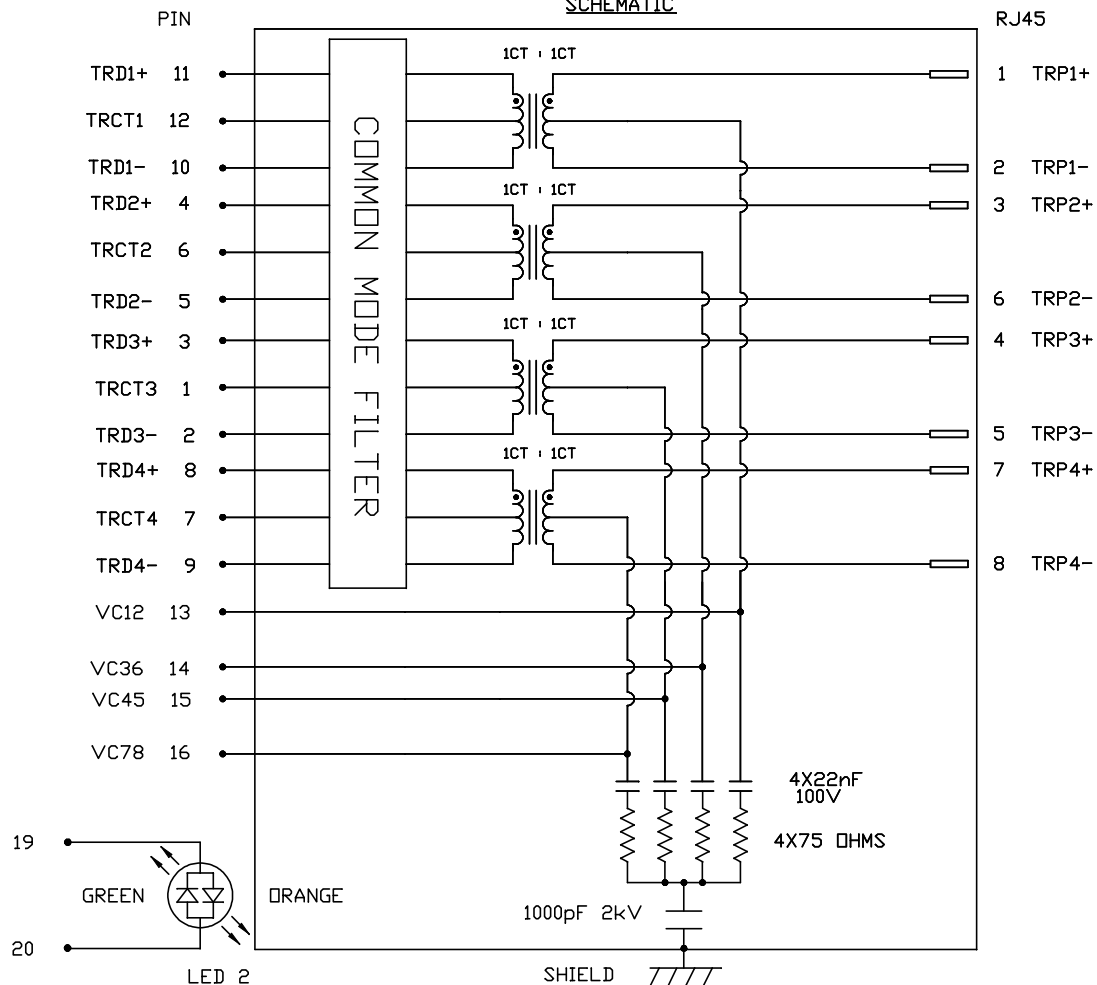 SCHEMATIC
PIN RJ45
1CT : 1CT
TRD1+ 11 1 TRP1+
TRCT1 12
TRD1- 10 2 TRP1-
1CT : 1CT
TRD2+ 4 3 TRP2+
TRCT2 6
TRD2- 5 6 TRP2-
1CT : 1CT
TRD3+ 3 4 TRP3+
TRCT3 1
TRD3- 2 5 TRP3-
1CT : 1CT
TRD4+ 8 7 TRP4+
TRCT4 7
TRD4- 9 8 TRP4-
COMMON MODE FILTER
VC12 13
VC36 14
VC45 15
VC78 16
4X22nF
100V
4X75 OHMS
19
GREEN ORANGE
1000pF 2kV
20
LED 2
SHIELD